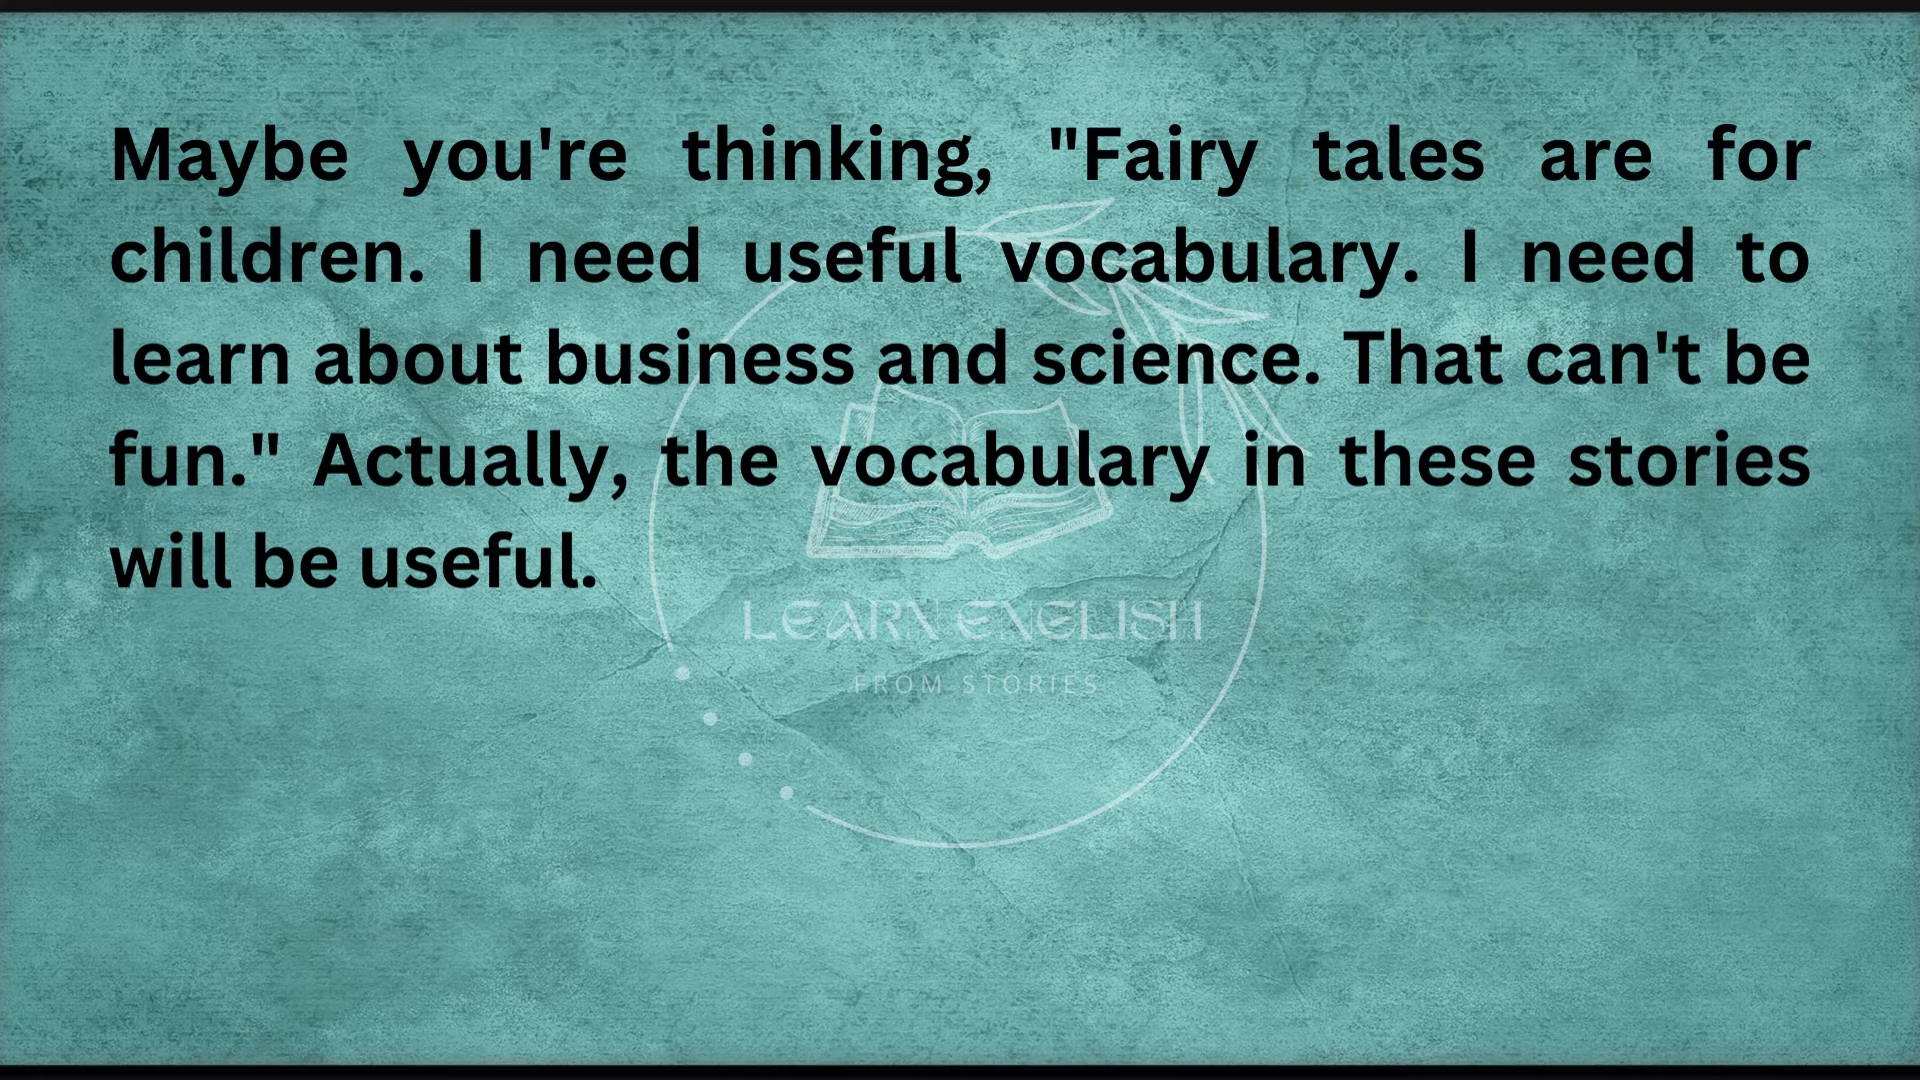 Maybe you're thinking, "Fairy tales are for
children. I need useful vocabulary. I need to
learn about business and science. That can't be
fun." Actually, the vocabulary in these stories
will be useful.
LEARN ENGLISH
FROM STORIES